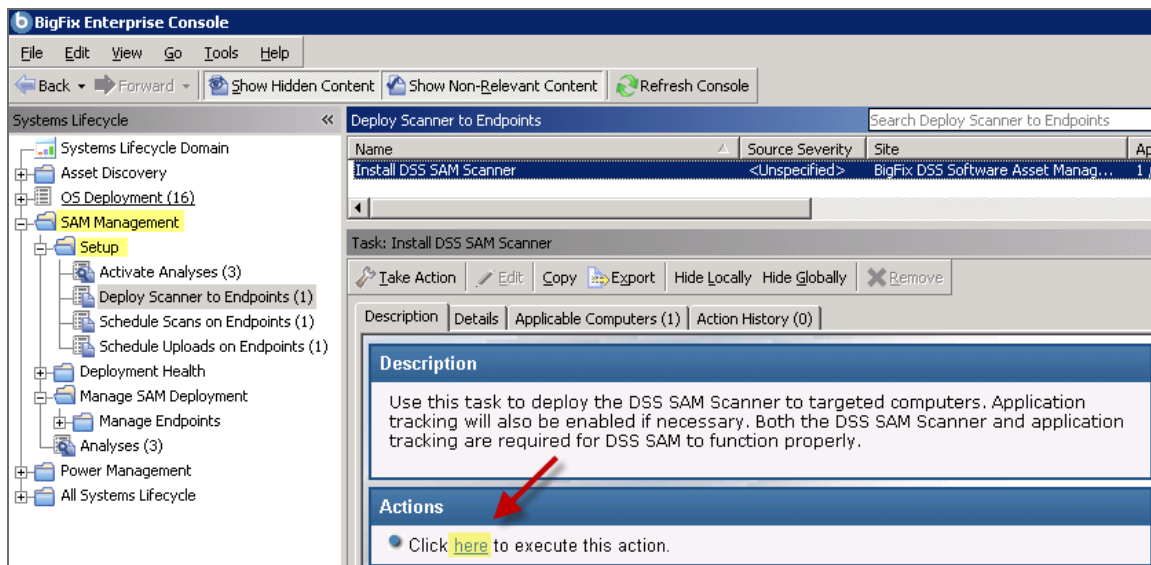 BigFix Enterprise Console
File Edit View Go Tools Help
Back Forward Show Hidden Content Show Non-Relevant Content Refresh Console
Systems Lifecycle
Systems Lifecycle Domain
Asset Discovery
OS Deployment (16)
SAM Management
Setup
Activate Analyses (3)
Deploy Scanner to Endpoints (1)
Schedule Scans on Endpoints (1)
Schedule Uploads on Endpoints (1)
Deployment Health
Manage SAM Deployment
Manage Endpoints
Analyses (3)
Power Management
All Systems Lifecycle
Deploy Scanner to Endpoints Search Deploy Scanner to Endpoints
Name Source Severity Site
Install DSS SAM Scanner <Unspecified> BigFix DSS Software Asset Manag... 1
Task: Install DSS SAM Scanner
Take Action Edit Copy Export Hide Locally Hide Globally Remove
Description Details Applicable Computers (1) Action History (0)
Description
Use this task to deploy the DSS SAM Scanner to targeted computers. Application
tracking will also be enabled if necessary. Both the DSS SAM Scanner and application
tracking are required for DSS SAM to function properly.
Actions
Click here to execute this action.